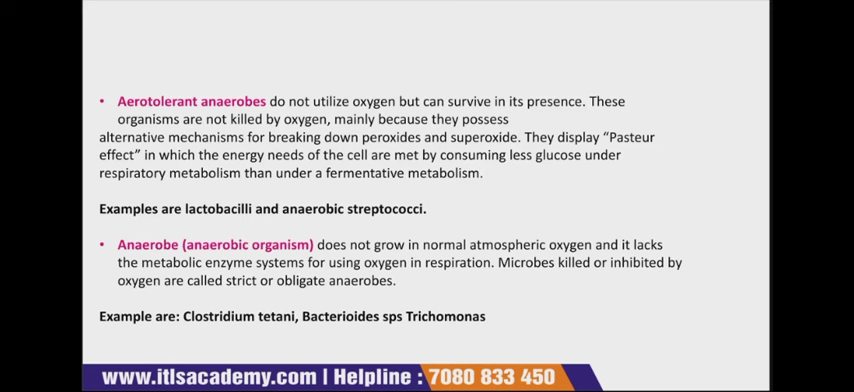 • Aerotolerant anaerobes do not utilize oxygen but can survive in its presence. These
organisms are not killed by oxygen, mainly because they possess
alternative mechanisms for breaking down peroxides and superoxide. They display “Pasteur
effect” in which the energy needs of the cell are met by consuming less glucose under
respiratory metabolism than under a fermentative metabolism.
Examples are lactobacilli and anaerobic streptococci.
• Anaerobe (anaerobic organism) does not grow in normal atmospheric oxygen and it lacks
the metabolic enzyme systems for using oxygen in respiration. Microbes killed or inhibited by
oxygen are called strict or obligate anaerobes.
Example are: Clostridium tetani, Bacterioides sps Trichomonas
www.itlsacademy.com | Helpline : 7080 833 450